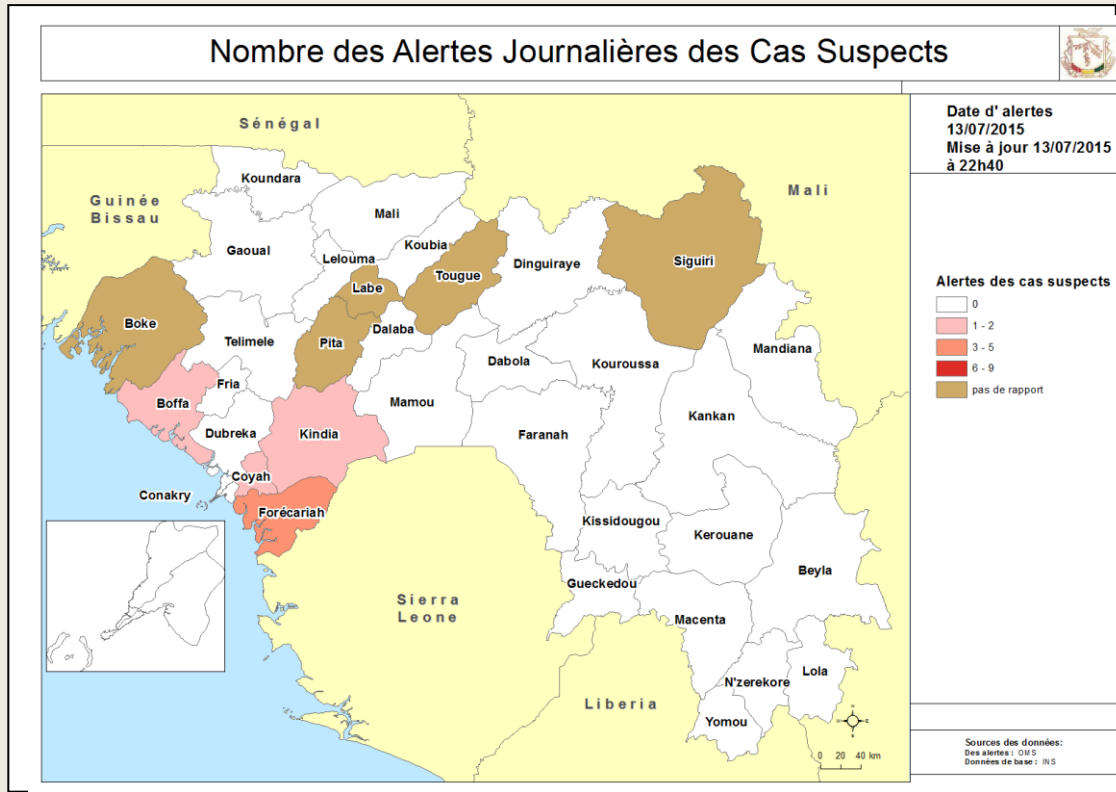 Nombre des Alertes Journalières des Cas Suspects
Date d' alertes
13/07/2015
Mise à jour 13/07/2015
à 22h40
Sénégal
Guinée
Bissau
Mali
Koundara
Mali
Koubia
Gaoual
Lelouma
Labe
Tougue
Dinguiraye
Siguiri
Boke
Telimele
Pita
Dalaba
Dabola
Kouroussa
Mandiana
Fria
Boffa
Mamou
Kankan
Dubreka
Kindia
Faranah
Coyah
Conakry
Forécariah
Kissidougou
Kerouane
Beyla
Gueckedou
Sierra
Leone
Macenta
Lola
N'zerekore
Liberia
Yomou
0 20 40 km
Alertes des cas suspects
0
1 - 2
3 - 5
6 - 9
pas de rapport
Sources des données:
Des alertes : OMS
Données de base : INS